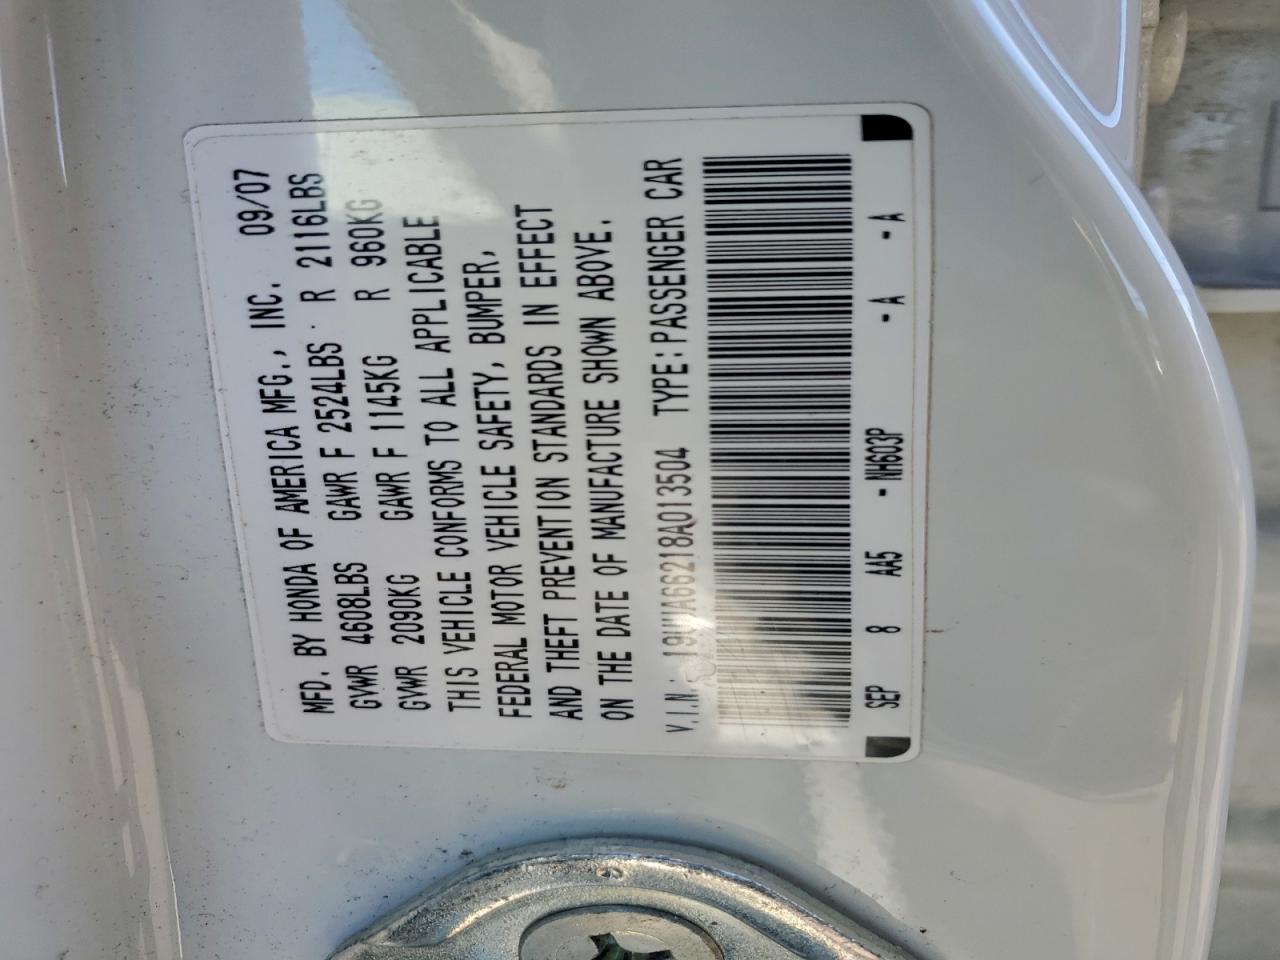 MFD. BY HONDA OF AMERICA MFG., INC. 09/07
GVWR 4608LBS GAWR F 2524LBS R 2116LBS
GVWR 2090KG GAWR F 1145KG R 960KG
THIS VEHICLE CONFORMS TO ALL APPLICABLE
FEDERAL MOTOR VEHICLE SAFETY, BUMPER,
AND THEFT PREVENTION STANDARDS IN EFFECT
ON THE DATE OF MANUFACTURE SHOWN ABOVE.
V.I.N.: 19UUA66218A013504 TYPE:PASSENGER CAR
SEP 8 AA5 - NH603P - A - A